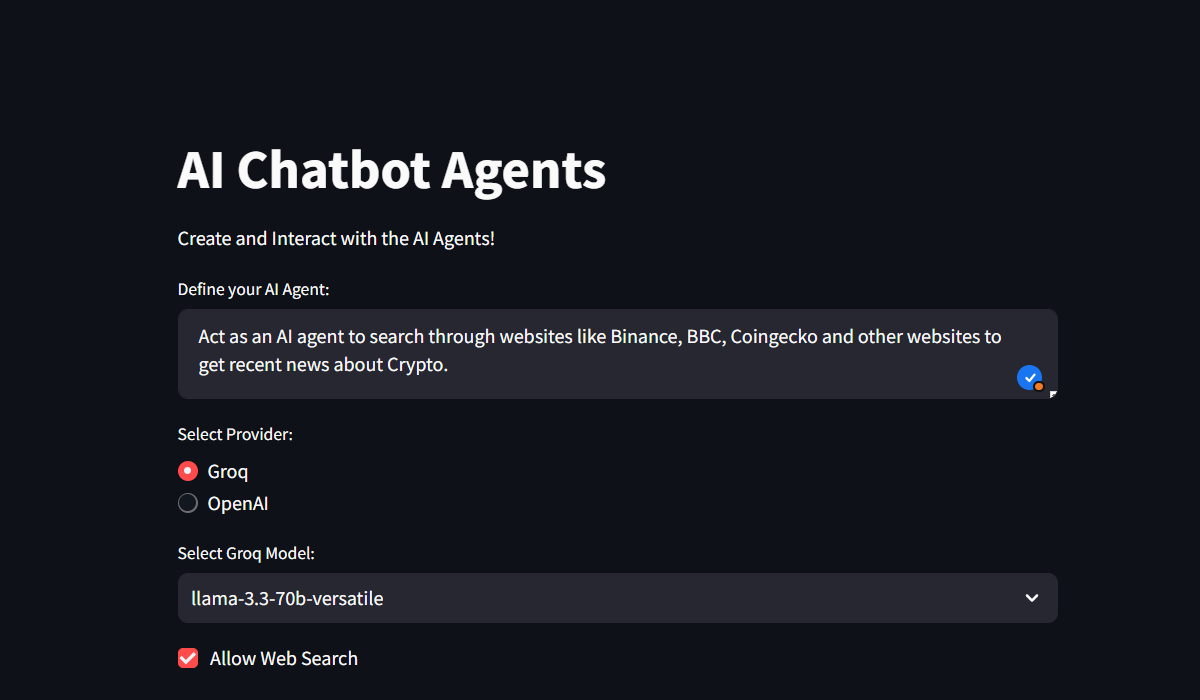 AI Chatbot Agents
Create and Interact with the AI Agents!
Define your AI Agent:
Act as an AI agent to search through websites like Binance, BBC, Coingecko and other websites to
get recent news about Crypto.
Select Provider:
Groq
OpenAI
Select Groq Model:
llama-3.3-70b-versatile
Allow Web Search